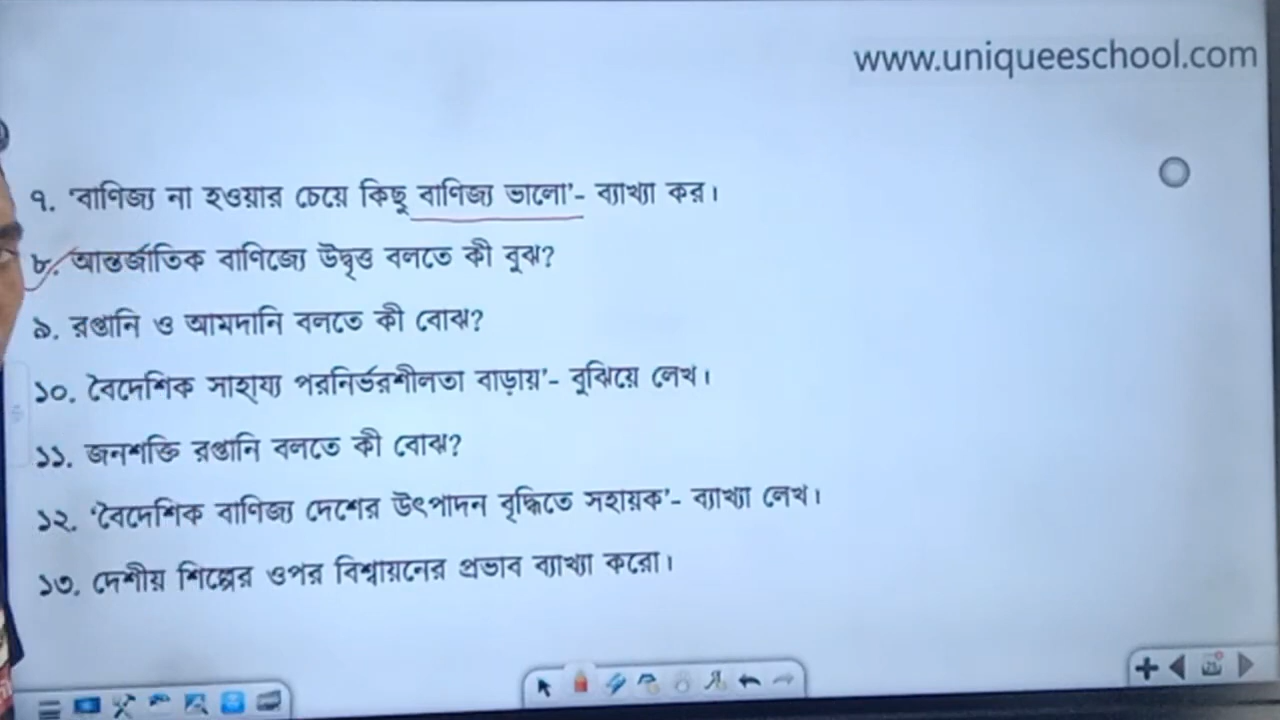 www.uniqueeschool.com
৭. 'বাণিজ্য না হওয়ার চেয়ে কিছু বাণিজ্য ভালো'- ব্যাখ্যা কর।
৮. আন্তর্জাতিক বাণিজ্যে উদ্বৃত্ত বলতে কী বুঝ?
৯. রপ্তানি ও আমদানি বলতে কী বোঝ?
১০. বৈদেশিক সাহায্য পরনির্ভরশীলতা বাড়ায়'- বুঝিয়ে লেখ।
১১. জনশক্তি রপ্তানি বলতে কী বোঝ?
১২. 'বৈদেশিক বাণিজ্য দেশের উৎপাদন বৃদ্ধিতে সহায়ক'- ব্যাখ্যা লেখ।
১৩. দেশীয় শিল্পের ওপর বিশ্বায়নের প্রভাব ব্যাখ্যা করো।